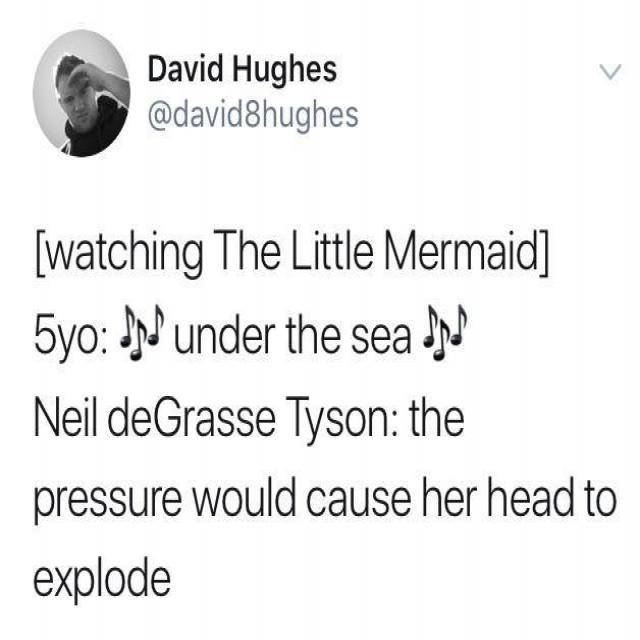 David Hughes
@david8hughes
[watching The Little Mermaid]
5yo: 🎶 under the sea 🎶
Neil deGrasse Tyson: the
pressure would cause her head to
explode